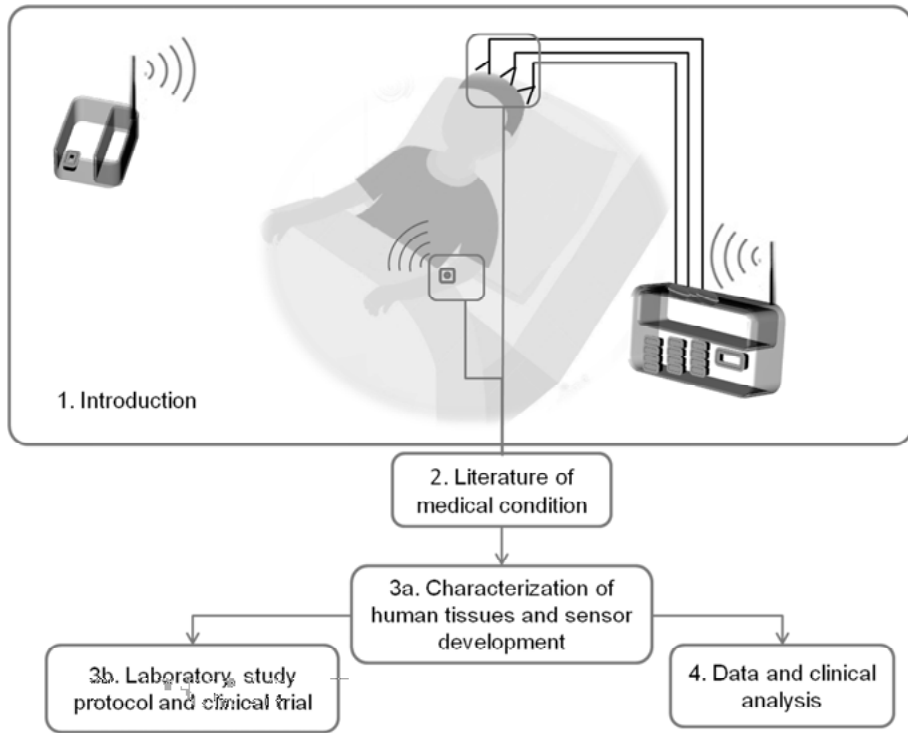 1. Introduction
2. Literature of
medical condition
3a. Characterization of
human tissues and sensor
development
3b. Laboratory, study
protocol and clinical trial
4. Data and clinical
analysis